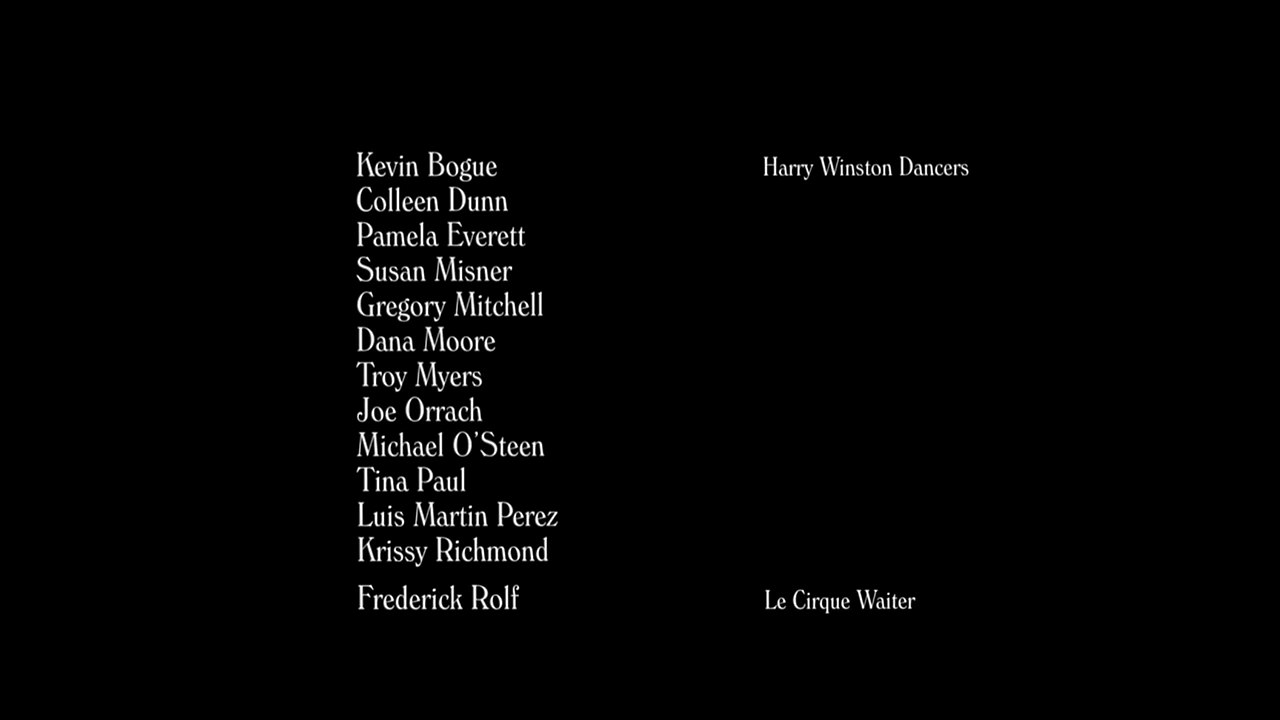 Kevin Bogue Harry Winston Dancers
Colleen Dunn
Pamela Everett
Susan Misner
Gregory Mitchell
Dana Moore
Troy Myers
Joe Orrach
Michael O'Steen
Tina Paul
Luis Martin Perez
Krissy Richmond
Frederick Rolf Le Cirque Waiter